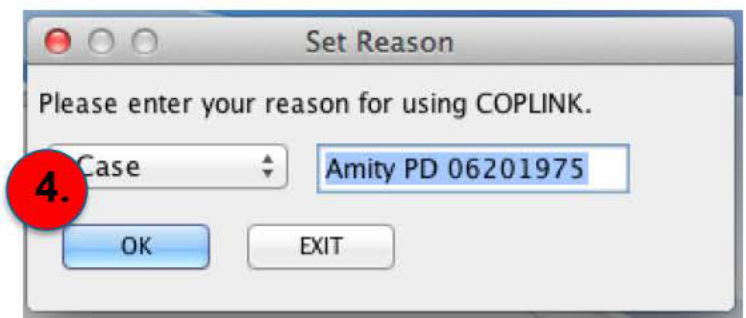 Set Reason
Please enter your reason for using COPLINK.
Case Amity PD 06201975
4.
OK EXIT